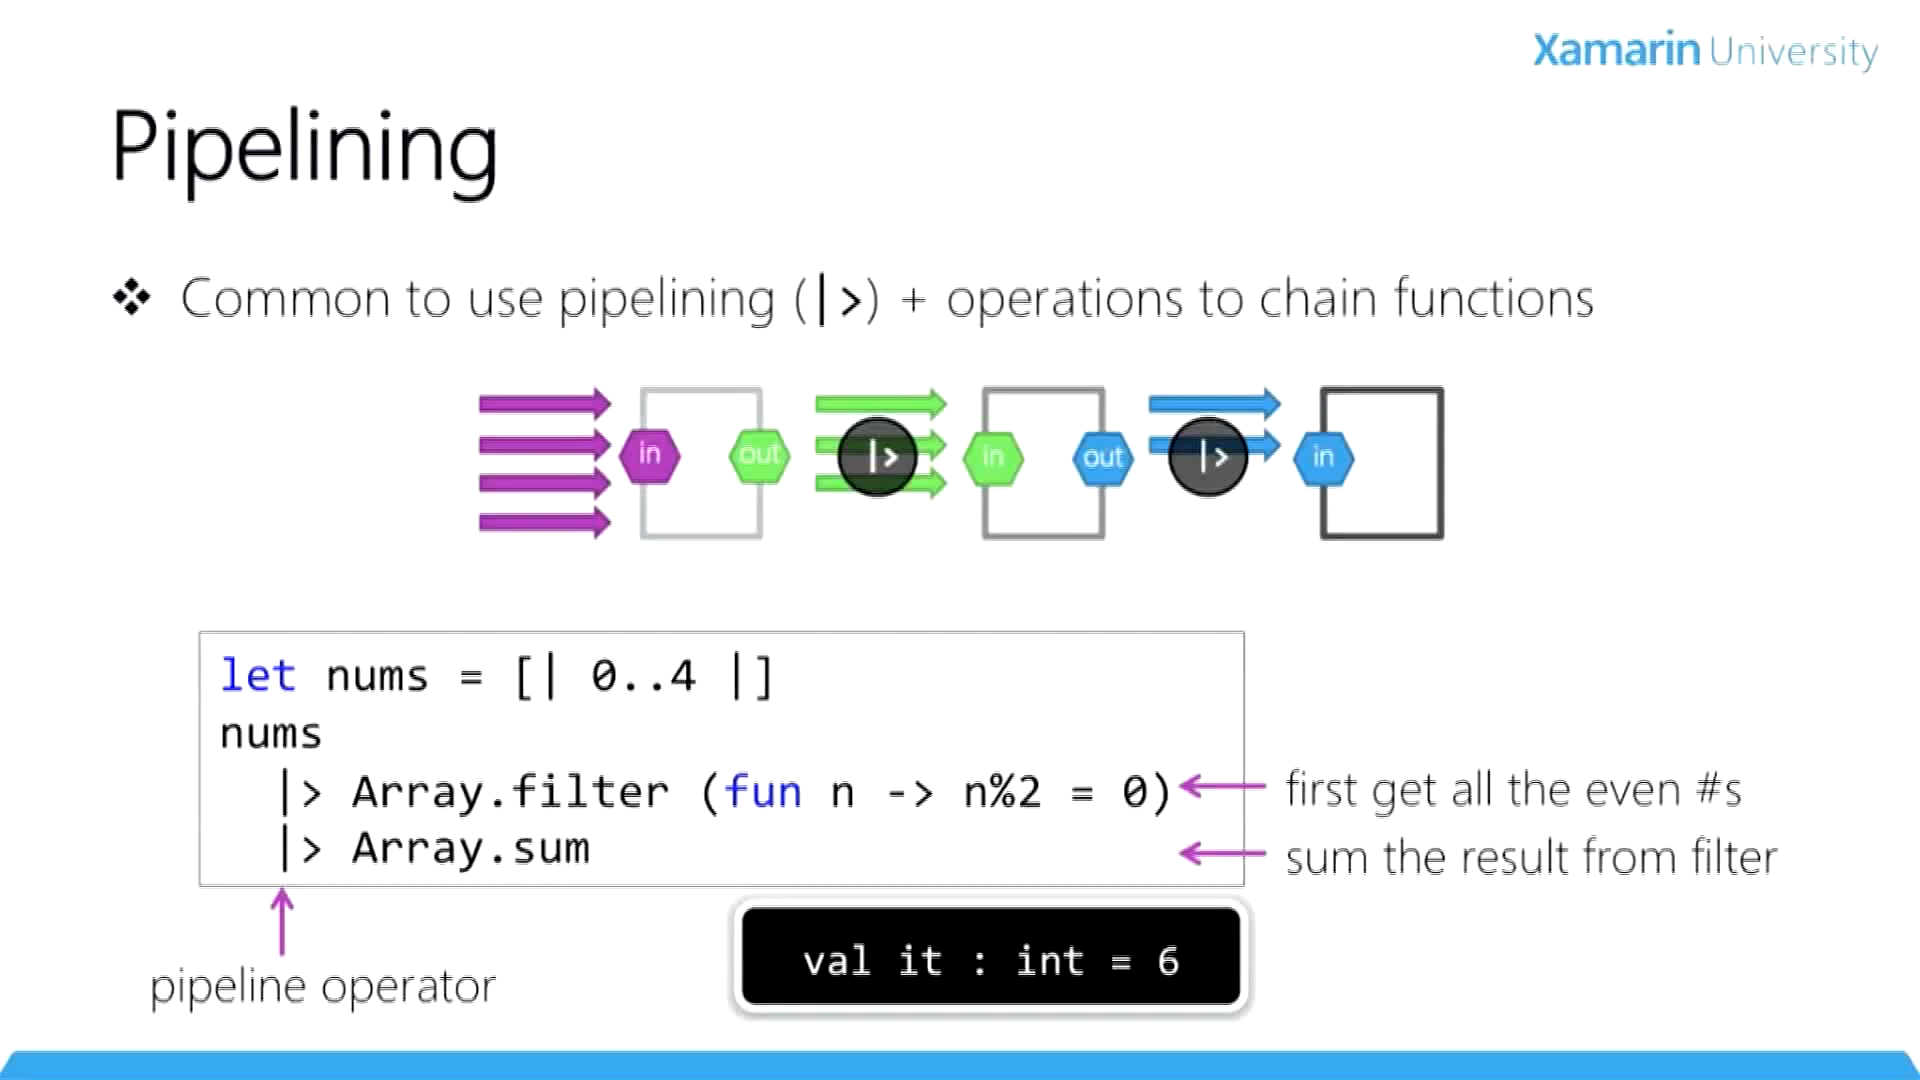 Xamarin University
Pipelining
❖ Common to use pipelining (|>) + operations to chain functions
in out |> in out |> in
let nums = [| 0..4 |]
nums
|> Array.filter (fun n -> n%2 = 0)
first get all the even #s
|> Array.sum
sum the result from filter
pipeline operator
val it : int = 6